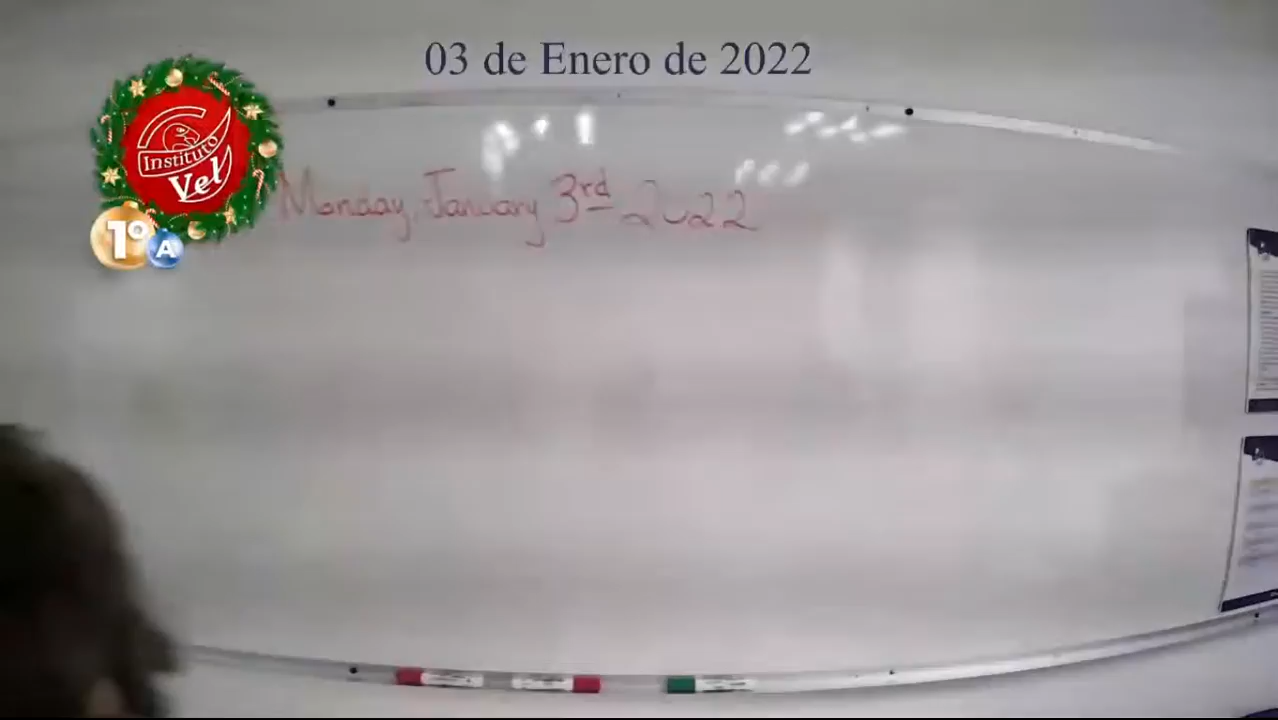 03 de Enero de 2022
Instituto
Vel
1° A
Monday, January 3rd 2022